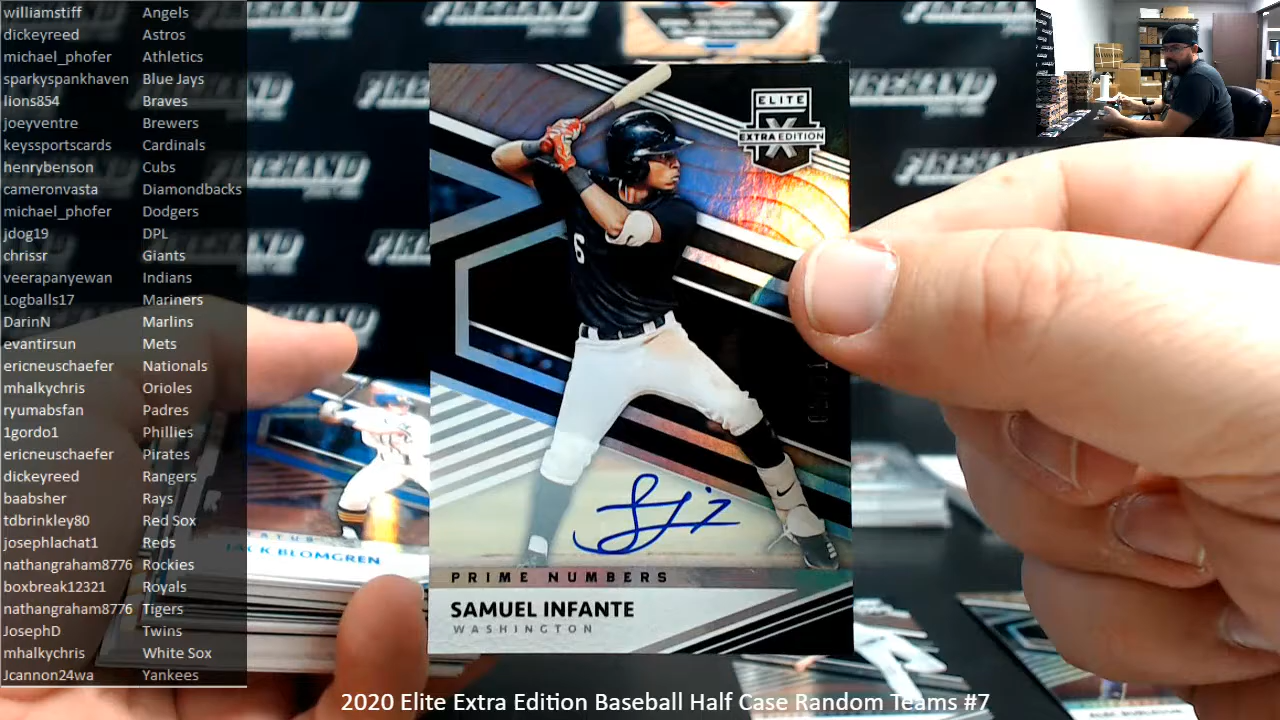 williamstiff Angels
dickeyreed Astros
michael_phofer Athletics
sparkyspankhaven Blue Jays
lions854 Braves
joeyventre Brewers
keyssportscards Cardinals
henrybenson Cubs
cameronvasta Diamondbacks
michael_phofer Dodgers
jdog19 DPL
chrissr Giants
veerapanyewan Indians
Logballs17 Mariners
DarinN Marlins
evantirsun Mets
ericneuschaefer Nationals
mhalkychris Orioles
ryumabsfan Padres
1gordo1 Phillies
ericneuschaefer Pirates
dickeyreed Rangers
baabsher Rays
tdbrinkley80 Red Sox
josephlachat1 Reds
nathangraham8776 Rockies
boxbreak12321 Royals
nathangraham8776 Tigers
JosephD Twins
mhalkychris White Sox
Jcannon24wa Yankees
FIREHAND
ELITE
X
EXTRA EDITION
6
PRIME NUMBERS
SAMUEL INFANTE
WASHINGTON
JACK BLOMGREN
2020 Elite Extra Edition Baseball Half Case Random Teams #7